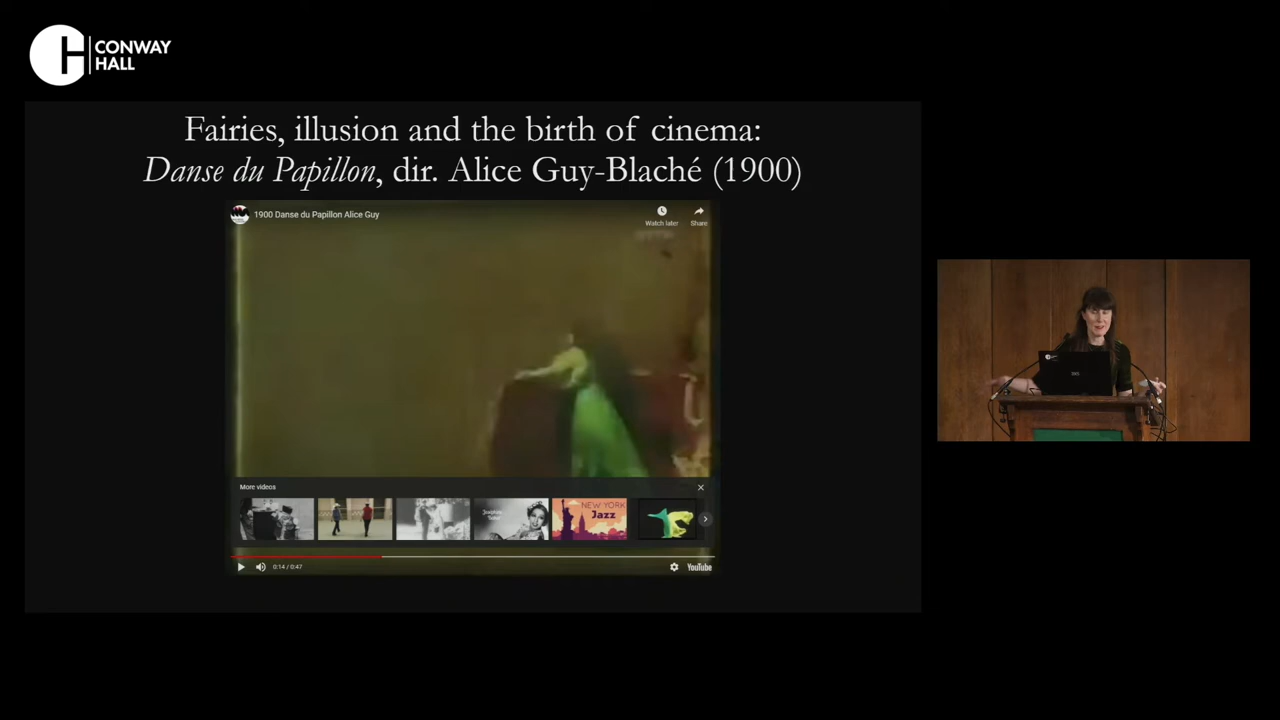 CONWAY
HALL
Fairies, illusion and the birth of cinema:
Danse du Papillon, dir. Alice Guy-Blaché (1900)
1900 Danse du Papillon Alice Guy
Watch later
Share
More videos
NEW YORK
Jazz
0:14 / 0:47
YouTube